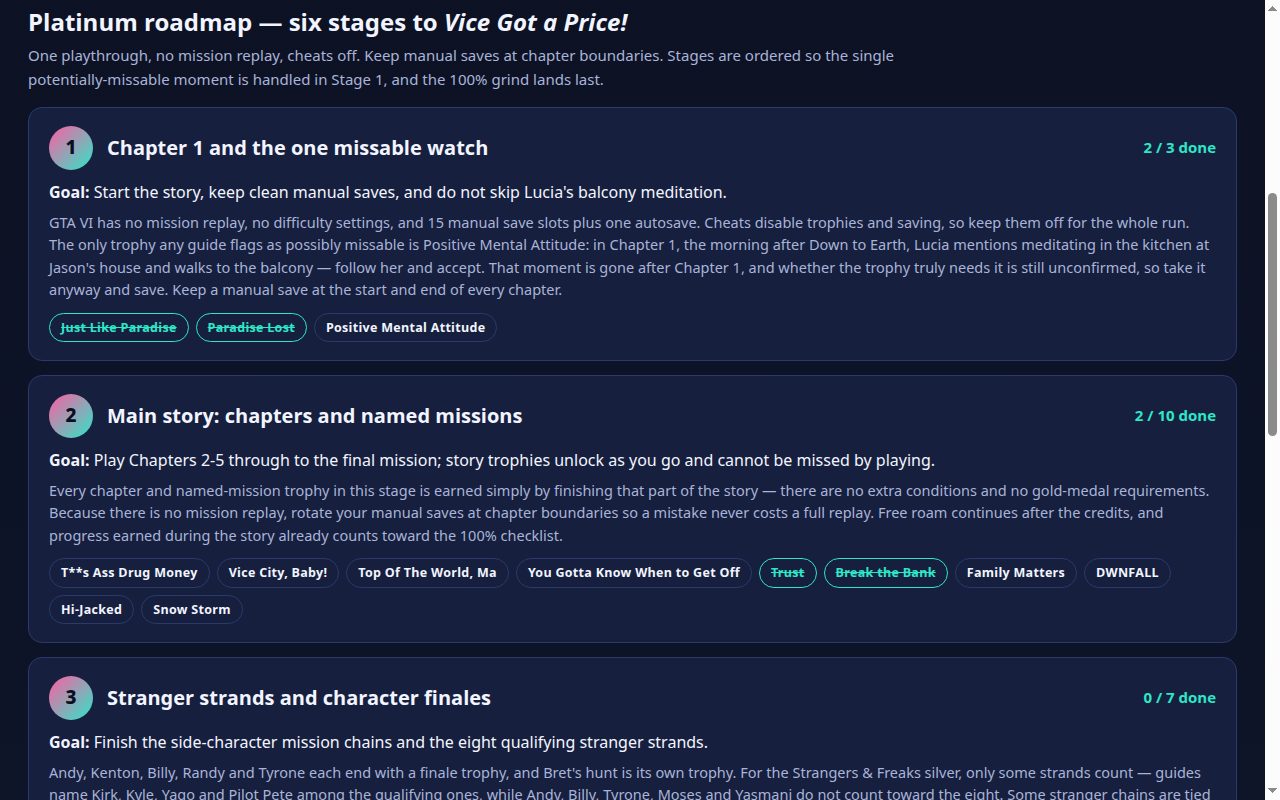 Platinum roadmap — six stages to Vice Got a Price!
One playthrough, no mission replay, cheats off. Keep manual saves at chapter boundaries. Stages are ordered so the single
potentially-missable moment is handled in Stage 1, and the 100% grind lands last.
1
Chapter 1 and the one missable watch
2 / 3 done
Goal: Start the story, keep clean manual saves, and do not skip Lucia's balcony meditation.
GTA VI has no mission replay, no difficulty settings, and 15 manual save slots plus one autosave. Cheats disable trophies and saving, so keep them off for the whole run.
The only trophy any guide flags as possibly missable is Positive Mental Attitude: in Chapter 1, the morning after Down to Earth, Lucia mentions meditating in the kitchen at
Jason's house and walks to the balcony — follow her and accept. That moment is gone after Chapter 1, and whether the trophy truly needs it is still unconfirmed, so take it
anyway and save. Keep a manual save at the start and end of every chapter.
Just Like Paradise
Paradise Lost
Positive Mental Attitude
2
Main story: chapters and named missions
2 / 10 done
Goal: Play Chapters 2-5 through to the final mission; story trophies unlock as you go and cannot be missed by playing.
Every chapter and named-mission trophy in this stage is earned simply by finishing that part of the story — there are no extra conditions and no gold-medal requirements.
Because there is no mission replay, rotate your manual saves at chapter boundaries so a mistake never costs a full replay. Free roam continues after the credits, and
progress earned during the story already counts toward the 100% checklist.
T**s Ass Drug Money
Vice City, Baby!
Top Of The World, Ma
You Gotta Know When to Get Off
Trust
Break the Bank
Family Matters
DWNFALL
Hi-Jacked
Snow Storm
3
Stranger strands and character finales
0 / 7 done
Goal: Finish the side-character mission chains and the eight qualifying stranger strands.
Andy, Kenton, Billy, Randy and Tyrone each end with a finale trophy, and Bret's hunt is its own trophy. For the Strangers & Freaks silver, only some strands count — guides
name Kirk, Kyle, Yago and Pilot Pete among the qualifying ones, while Andy, Billy, Tyrone, Moses and Yasmani do not count toward the eight. Some stranger chains are tied